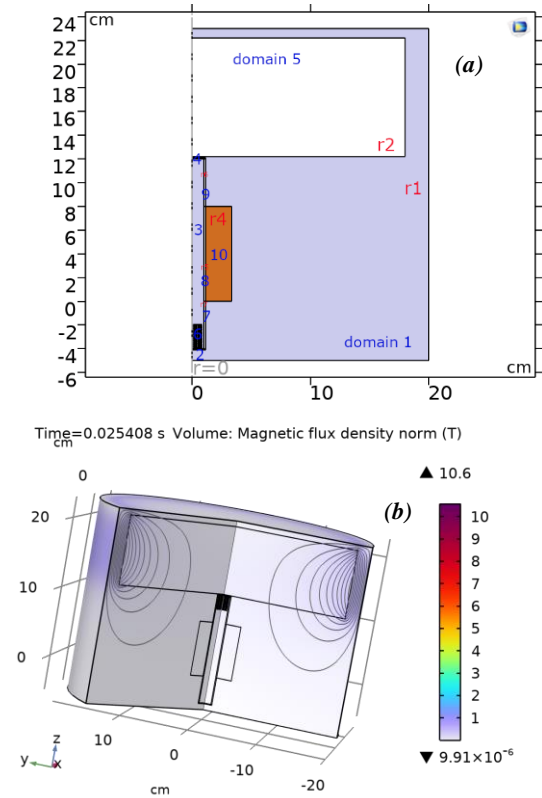 cm
(a)
24
22
20
18
16
14
12
10
8
6
4
2
0
-2
-4
-6
domain 5
r2
r1
4
9
r4
3
10
8
7
2
domain 1
r=0
cm
0
10
20
Time=0.025408 s Volume: Magnetic flux density norm (T)
cm
0
▲ 10.6
(b)
20
10
0
10
9
8
7
6
5
4
3
2
1
▼ 9.91×10⁻⁶
z
y
x
10
0
-10
-20
cm